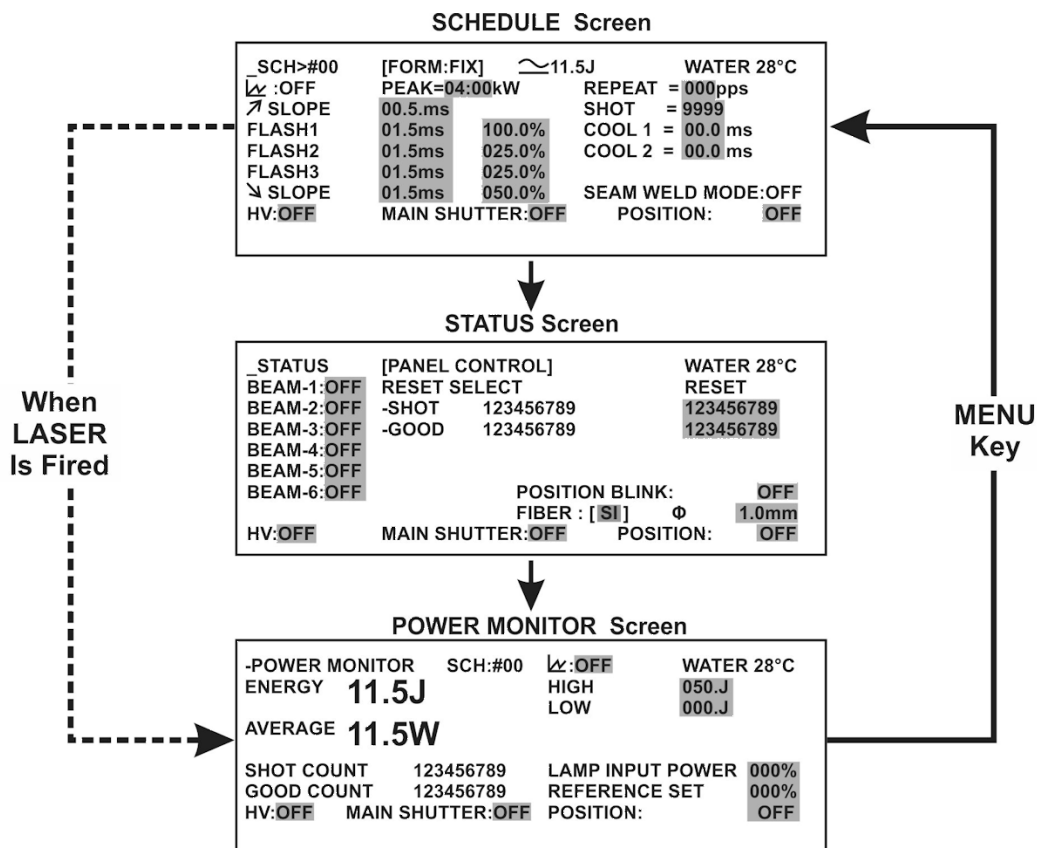 SCHEDULE Screen
_SCH>#00 [FORM:FIX] 11.5J WATER 28°C
:OFF PEAK=04:00kW REPEAT = 000pps
SLOPE 00.5.ms SHOT = 9999
FLASH1 01.5ms 100.0% COOL 1 = 00.0 ms
FLASH2 01.5ms 025.0% COOL 2 = 00.0 ms
FLASH3 01.5ms 025.0%
SLOPE 01.5ms 050.0% SEAM WELD MODE:OFF
HV:OFF MAIN SHUTTER:OFF POSITION: OFF
STATUS Screen
_STATUS [PANEL CONTROL] WATER 28°C
BEAM-1:OFF RESET SELECT RESET
BEAM-2:OFF -SHOT 123456789 123456789
BEAM-3:OFF -GOOD 123456789 123456789
BEAM-4:OFF
BEAM-5:OFF
BEAM-6:OFF POSITION BLINK: OFF
FIBER : [ SI ] Φ 1.0mm
HV:OFF MAIN SHUTTER:OFF POSITION: OFF
When
LASER
Is Fired
MENU
Key
POWER MONITOR Screen
-POWER MONITOR SCH:#00 :OFF WATER 28°C
ENERGY 11.5J HIGH 050.J
LOW 000.J
AVERAGE 11.5W
SHOT COUNT 123456789 LAMP INPUT POWER 000%
GOOD COUNT 123456789 REFERENCE SET 000%
HV:OFF MAIN SHUTTER:OFF POSITION: OFF